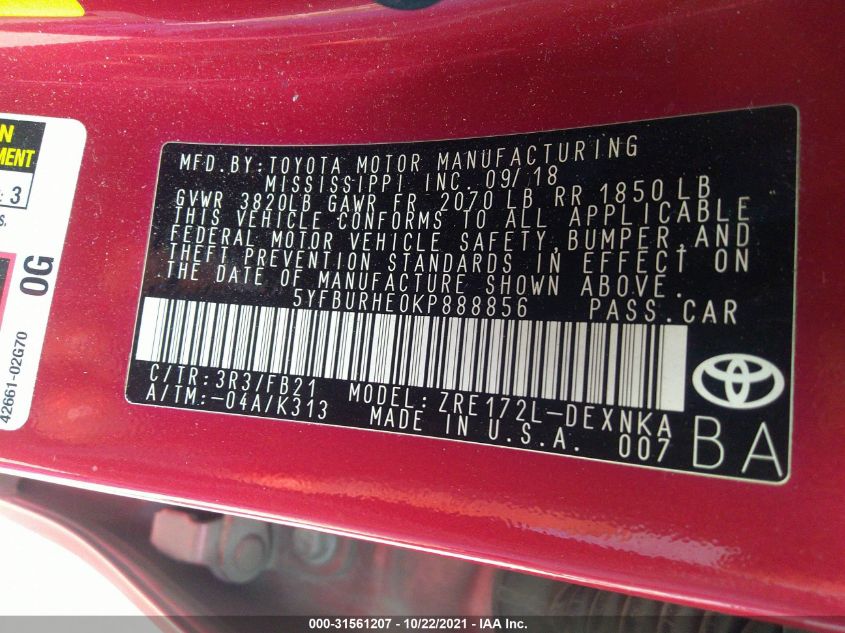 N
EMENT
: 3
S.
0G
42661-02G70
MFD.BY:TOYOTA MOTOR MANUFACTURING
MISSISSIPPI INC. 09/18
GVWR 3820LB GAWR FR 2070 LB RR 1850LB
THIS VEHICLE CONFORMS TO ALL APPLICABLE
FEDERAL MOTOR VEHICLE SAFETY,BUMPER,AND
THEFT PREVENTION STANDARDS IN EFFECT ON
THE DATE OF MANUFACTURE SHOWN ABOVE.
5YFBURHE0KP888856 PASS.CAR
C/TR:3R3/FB21 MODEL:ZRE172L-DEXNKA
A/TM:-04A/K313 MADE IN U.S.A. 007
BA
000-31561207 - 10/22/2021 - IAA Inc.